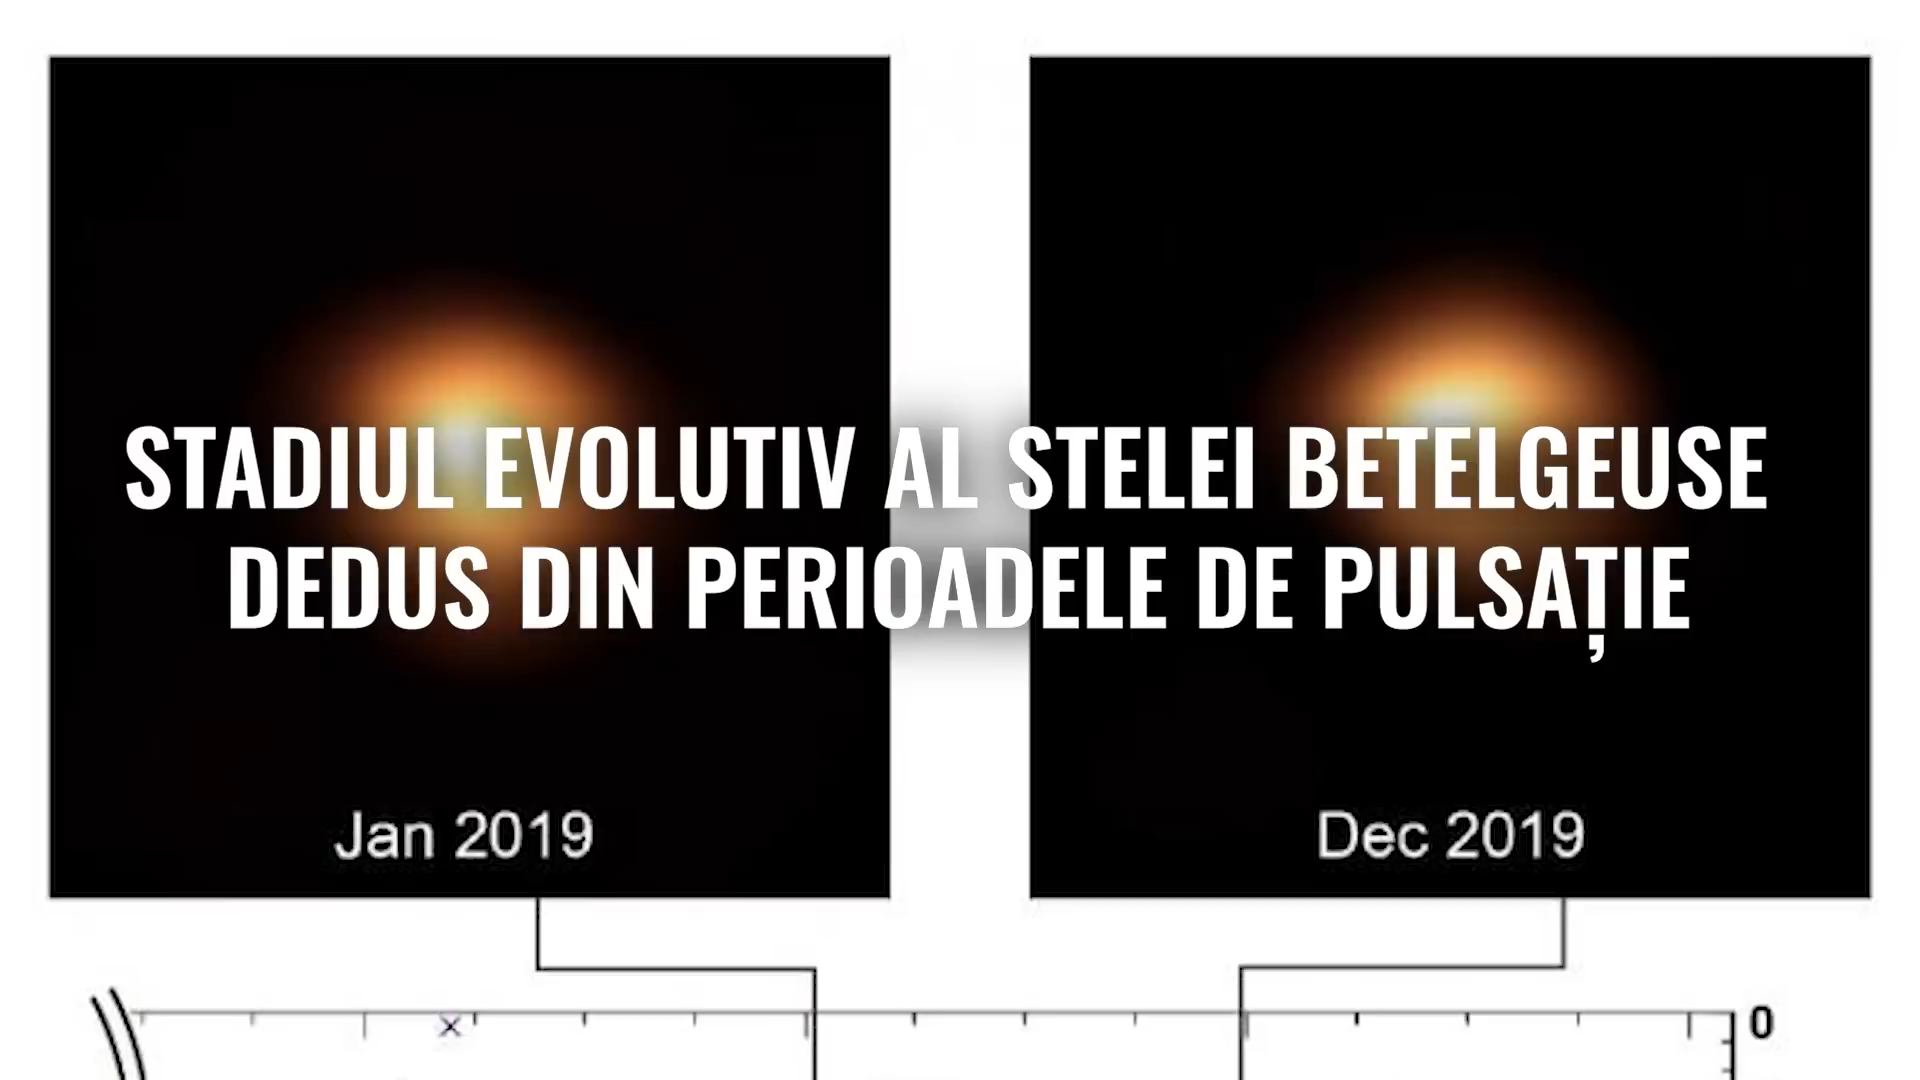 STADIUL EVOLUTIV AL STELEI BETELGEUSE
DEDUS DIN PERIOADELE DE PULSAȚIE
Jan 2019
Dec 2019
0